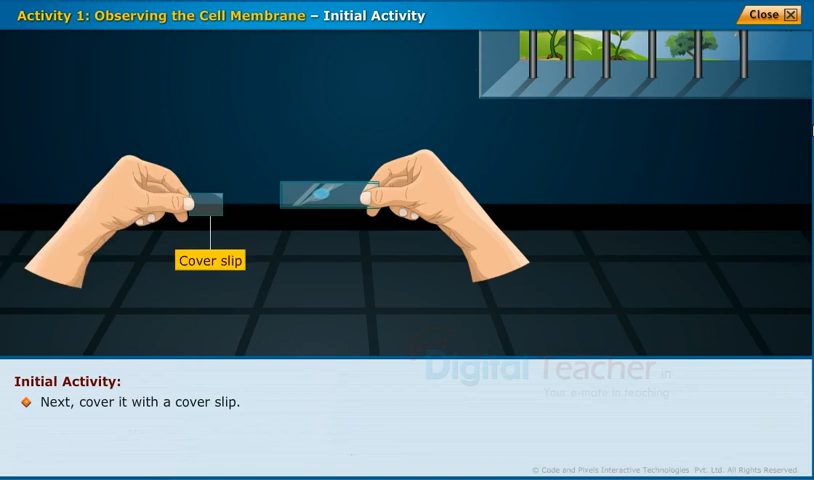 Activity 1: Observing the Cell Membrane – Initial Activity
Close
Cover slip
Digital Teacher.in
Your e-mate in teaching
Initial Activity:
Next, cover it with a cover slip.
© Code and Pixels Interactive Technologies Pvt. Ltd. All Rights Reserved.